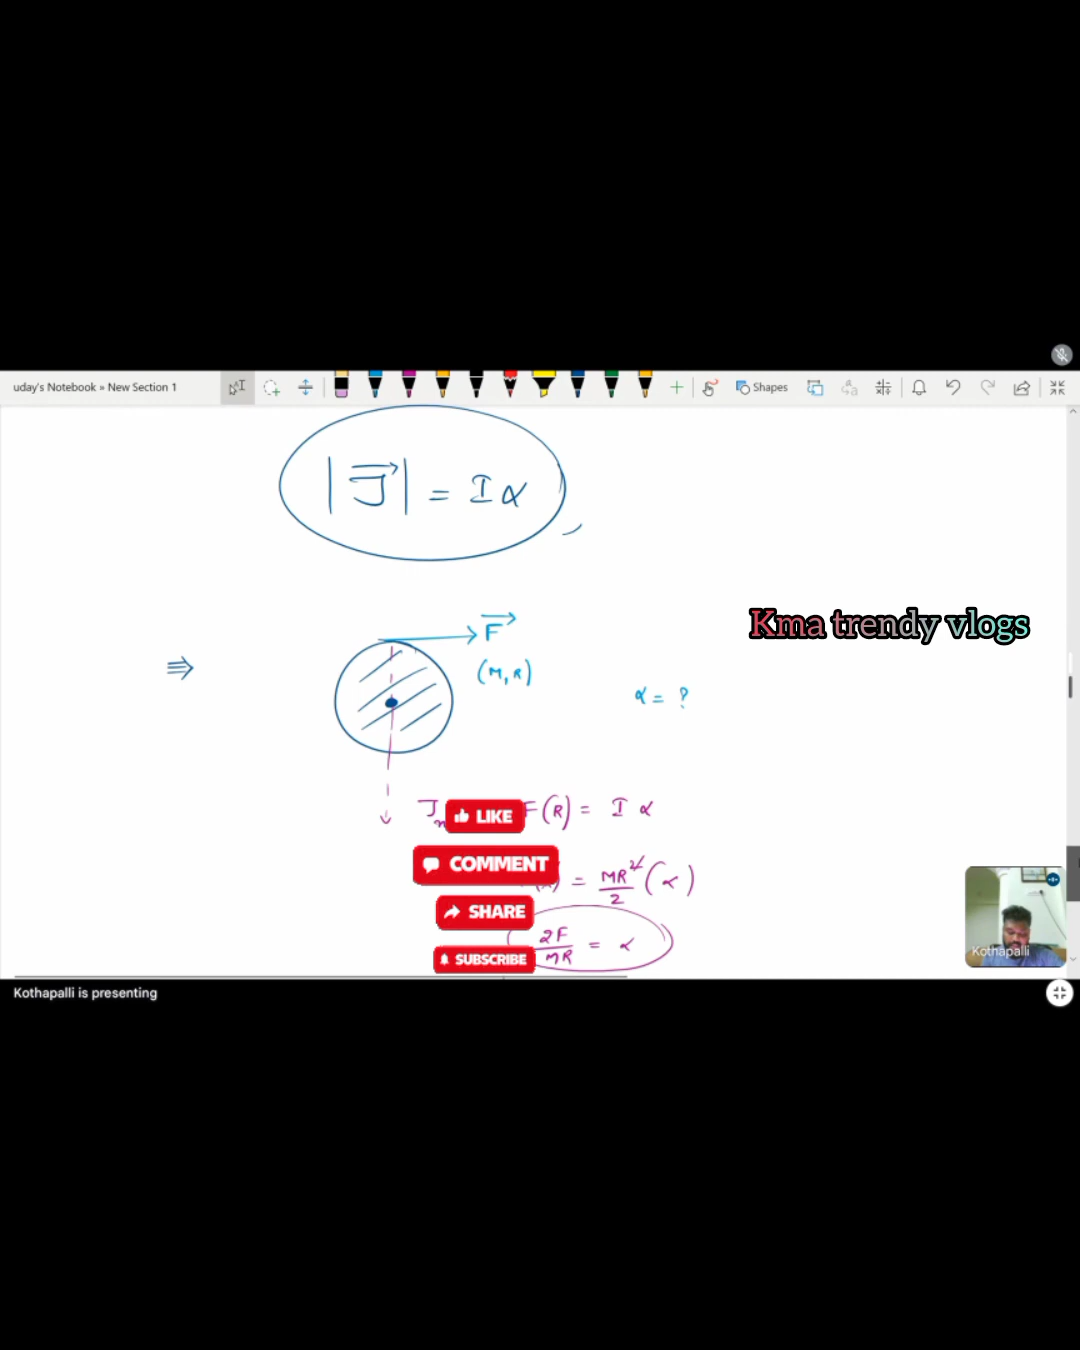 uday's Notebook » New Section 1
Shapes
|J⃗| = I α
F⃗
Kma trendy vlogs
⇛
(M, R)
α = ?
F(R) = I α
LIKE
COMMENT
= MR²/2 (α)
SHARE
2F/MR = α
SUBSCRIBE
Kothapalli
Kothapalli is presenting